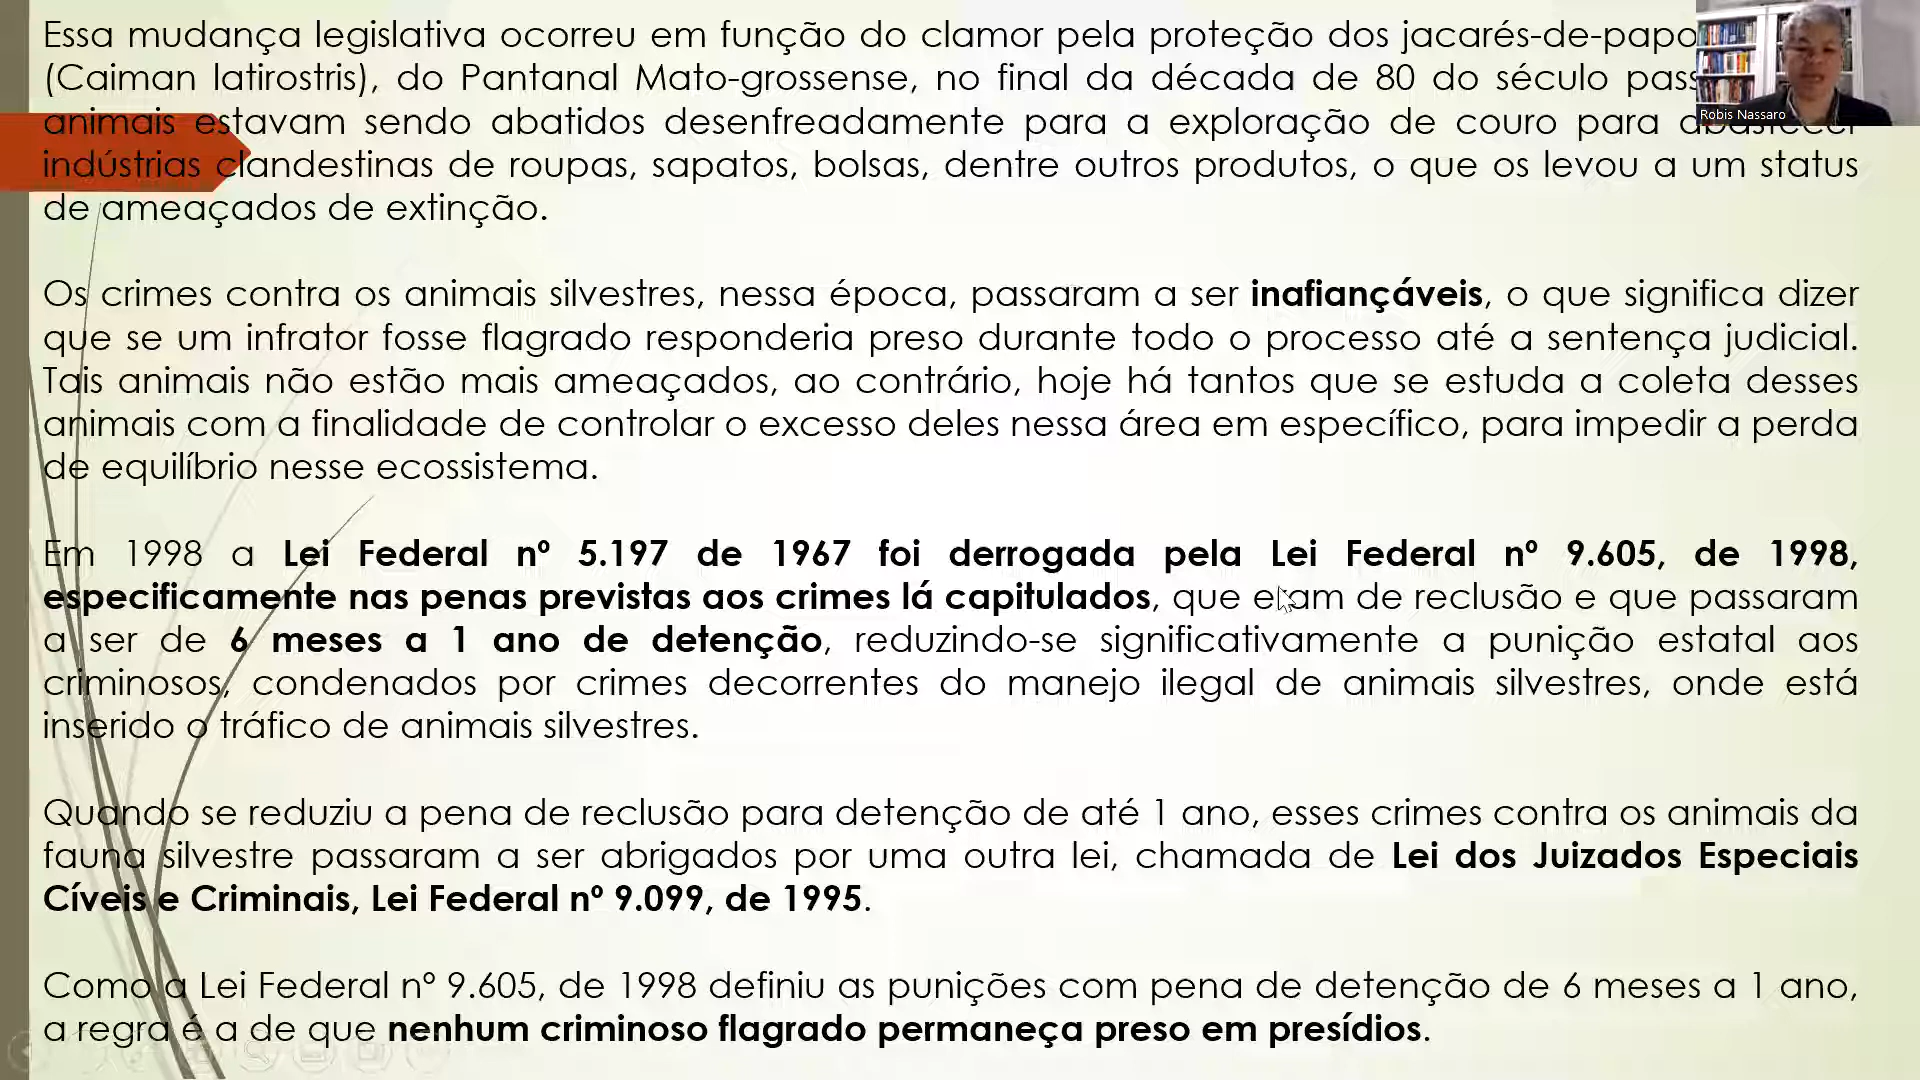 Essa mudança legislativa ocorreu em função do clamor pela proteção dos jacarés-de-papo
(Caiman latirostris), do Pantanal Mato-grossense, no final da década de 80 do século
animais estavam sendo abatidos desenfreadamente para a exploração de couro para abastecer
indústrias clandestinas de roupas, sapatos, bolsas, dentre outros produtos, o que os levou a um status
de ameaçados de extinção.
Os crimes contra os animais silvestres, nessa época, passaram a ser inafiançáveis, o que significa dizer
que se um infrator fosse flagrado responderia preso durante todo o processo até a sentença judicial.
Tais animais não estão mais ameaçados, ao contrário, hoje há tantos que se estuda a coleta desses
animais com a finalidade de controlar o excesso deles nessa área em específico, para impedir a perda
de equilíbrio nesse ecossistema.
Em 1998 a Lei Federal nº 5.197 de 1967 foi derrogada pela Lei Federal nº 9.605, de 1998,
especificamente nas penas previstas aos crimes lá capitulados, que eram de reclusão e que passaram
a ser de 6 meses a 1 ano de detenção, reduzindo-se significativamente a punição estatal aos
criminosos, condenados por crimes decorrentes do manejo ilegal de animais silvestres, onde está
inserido o tráfico de animais silvestres.
Quando se reduziu a pena de reclusão para detenção de até 1 ano, esses crimes contra os animais da
fauna silvestre passaram a ser abrigados por uma outra lei, chamada de Lei dos Juizados Especiais
Cíveis e Criminais, Lei Federal nº 9.099, de 1995.
Como a Lei Federal nº 9.605, de 1998 definiu as punições com pena de detenção de 6 meses a 1 ano,
a regra é a de que nenhum criminoso flagrado permaneça preso em presídios.
Robis Nassaro